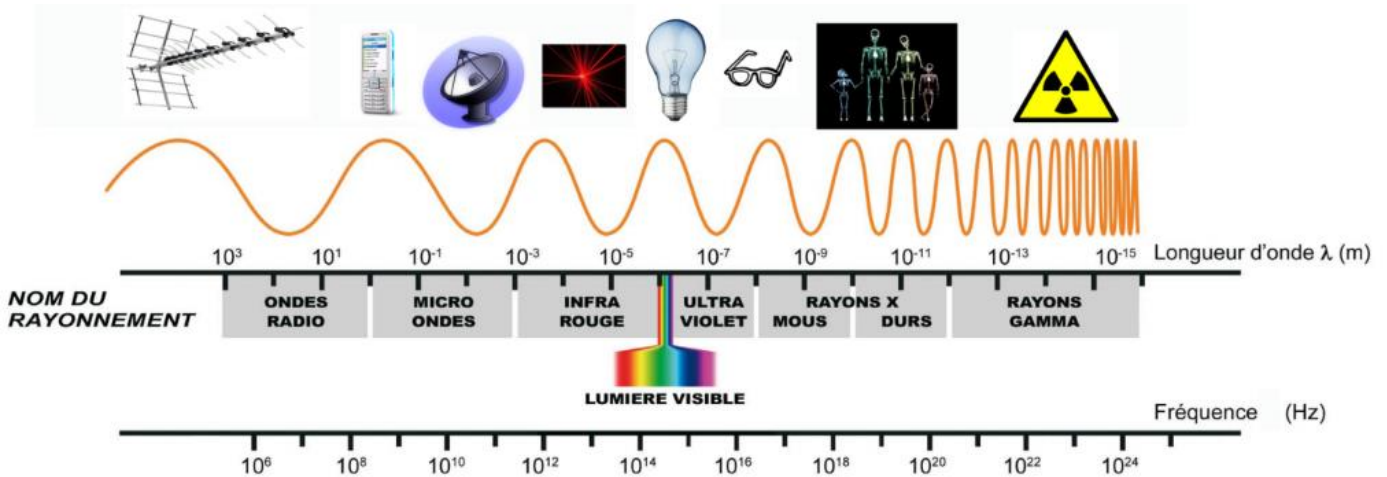 10³ 10¹ 10⁻¹ 10⁻³ 10⁻⁵ 10⁻⁷ 10⁻⁹ 10⁻¹¹ 10⁻¹³ 10⁻¹⁵ Longueur d'onde λ (m)
NOM DU
RAYONNEMENT
ONDES
RADIO
MICRO
ONDES
INFRA
ROUGE
ULTRA
VIOLET
RAYONS X
MOUS DURS
RAYONS
GAMMA
LUMIERE VISIBLE
Fréquence (Hz)
10⁶ 10⁸ 10¹⁰ 10¹² 10¹⁴ 10¹⁶ 10¹⁸ 10²⁰ 10²² 10²⁴